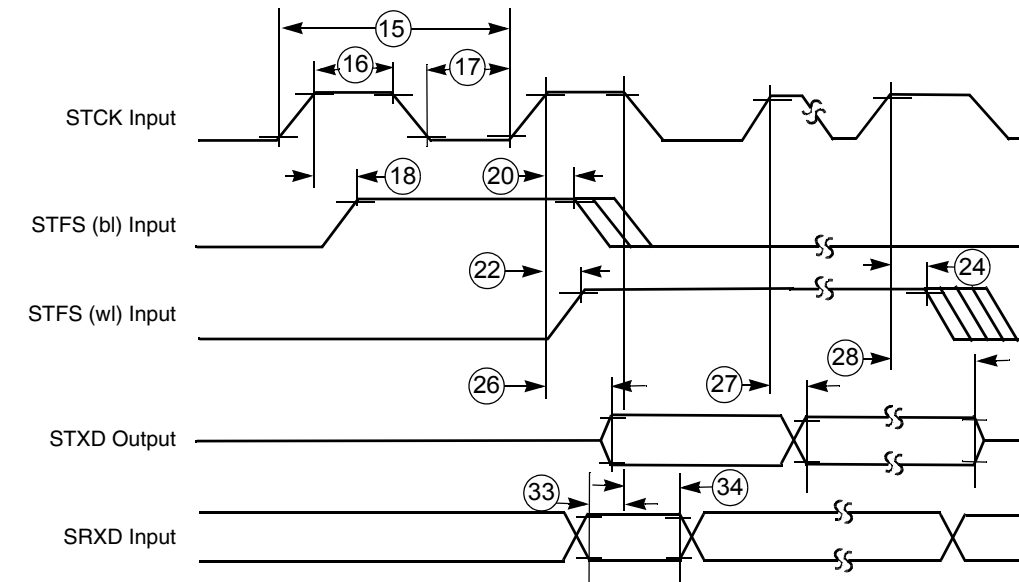 15
16
17
STCK Input
18
20
STFS (bl) Input
22
24
STFS (wl) Input
26
27
28
STXD Output
33
34
SRXD Input